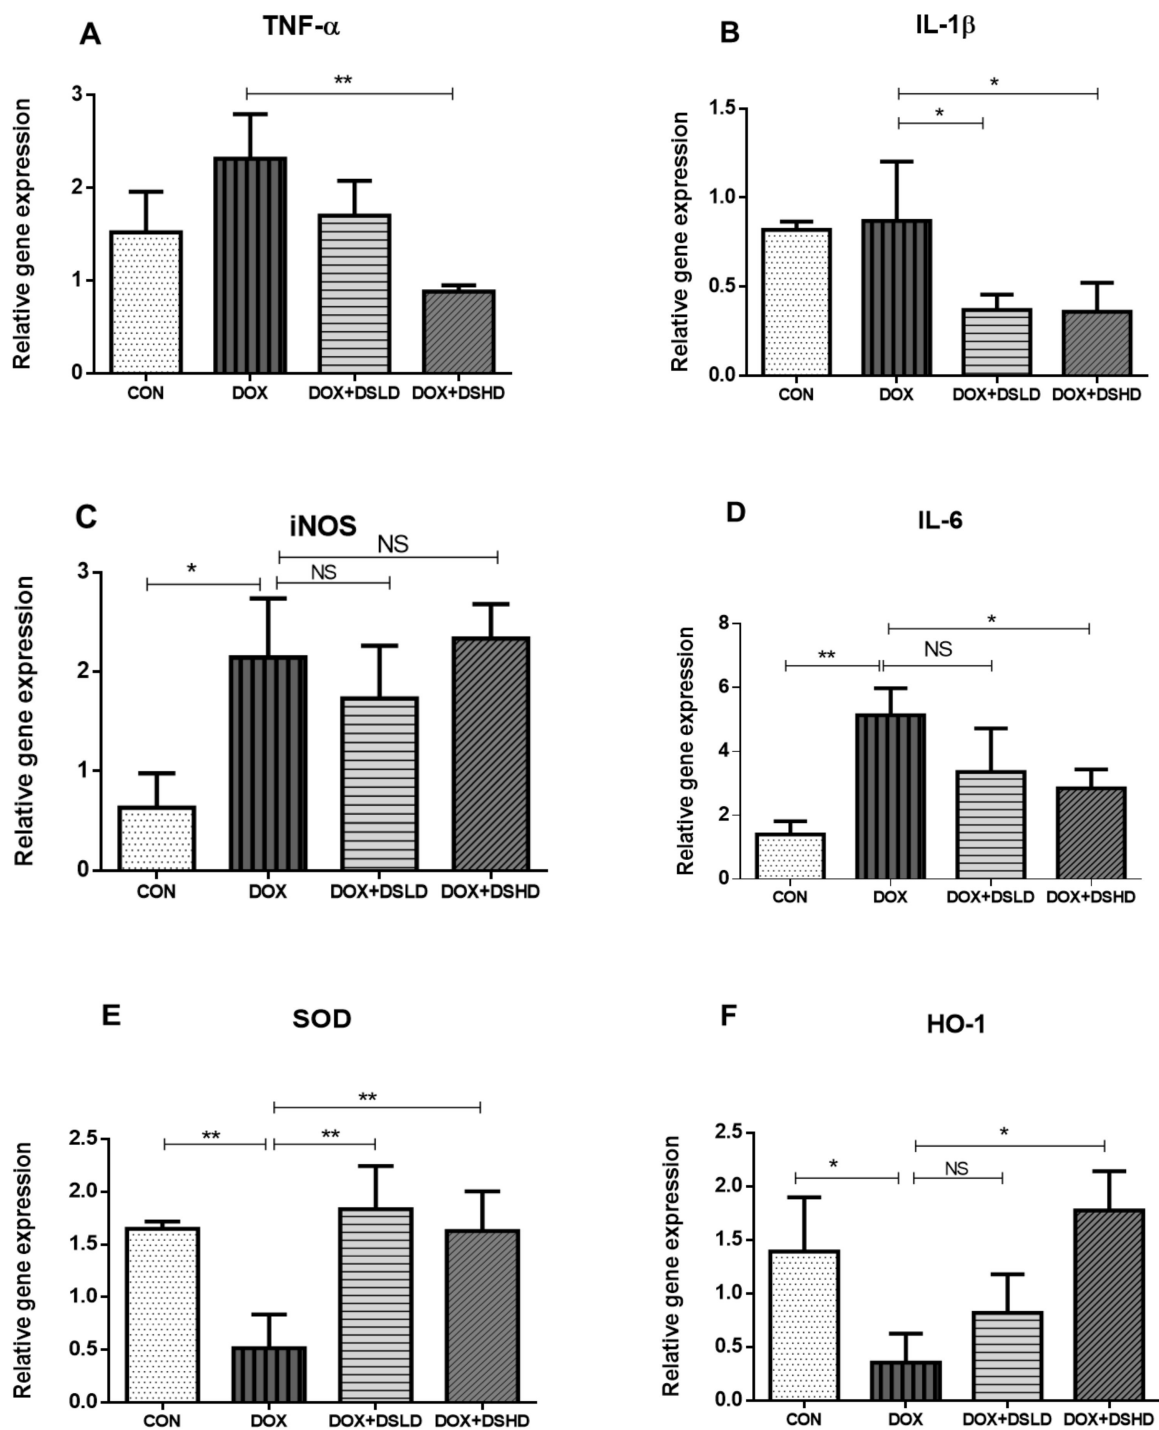 A
TNF-α
**
Relative gene expression
3
2
1
0
CON
DOX
DOX+DSLD
DOX+DSHD
B
IL-1β
*
*
Relative gene expression
1.5
1.0
0.5
0.0
CON
DOX
DOX+DSLD
DOX+DSHD
C
iNOS
NS
*
NS
Relative gene expression
3
2
1
0
CON
DOX
DOX+DSLD
DOX+DSHD
D
IL-6
*
**
NS
Relative gene expression
8
6
4
2
0
CON
DOX
DOX+DSLD
DOX+DSHD
E
SOD
**
**
**
Relative gene expression
2.5
2.0
1.5
1.0
0.5
0.0
CON
DOX
DOX+DSLD
DOX+DSHD
F
HO-1
*
*
NS
Relative gene expression
2.5
2.0
1.5
1.0
0.5
0.0
CON
DOX
DOX+DSLD
DOX+DSHD